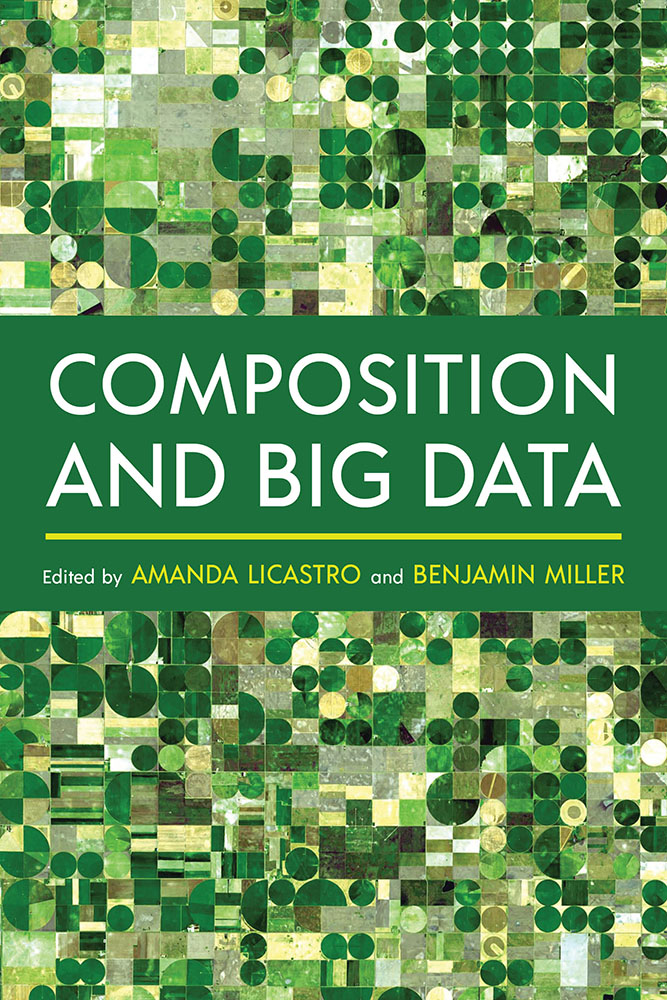 COMPOSITION
AND BIG DATA
Edited by AMANDA LICASTRO and BENJAMIN MILLER